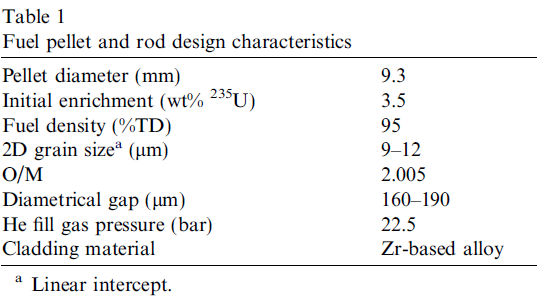 Table 1
Fuel pellet and rod design characteristics
Pellet diameter (mm) 9.3
Initial enrichment (wt% ²³⁵U) 3.5
Fuel density (%TD) 95
2D grain sizeᵃ (μm) 9–12
O/M 2.005
Diametrical gap (μm) 160–190
He fill gas pressure (bar) 22.5
Cladding material Zr-based alloy
ᵃ Linear intercept.